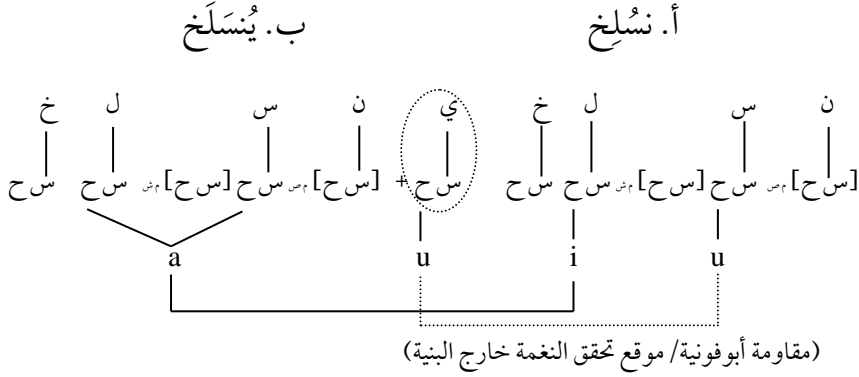 أ. نسُلِخ ب. يُنسَلَخ
ن س ل خ ي ن س ل خ
[س ح]م ص س ح[س ح]م ش س ح س ح س ح + [س ح]م ص س ح[س ح]م ش س ح س ح
u i u a
(مقاومة أبوفونية/ موقع تحقق النغمة خارج البنية)